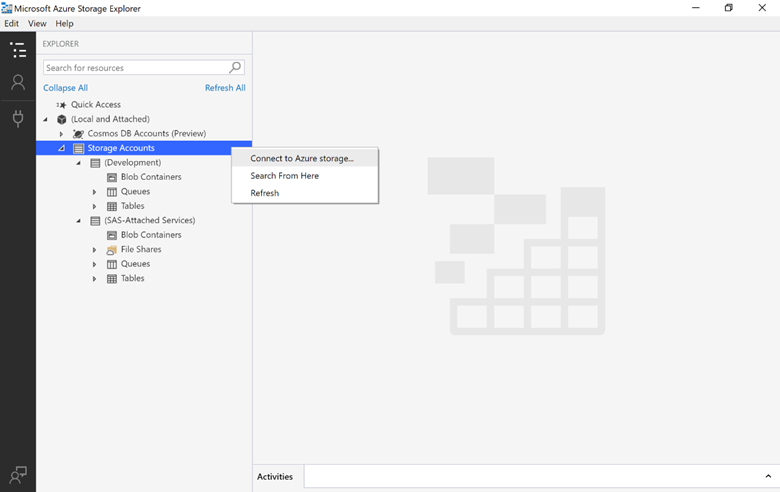 Microsoft Azure Storage Explorer
Edit View Help
EXPLORER
Search for resources
Collapse All Refresh All
Quick Access
(Local and Attached)
Cosmos DB Accounts (Preview)
Storage Accounts
(Development)
Blob Containers
Queues
Tables
(SAS-Attached Services)
Blob Containers
File Shares
Queues
Tables
Connect to Azure storage...
Search From Here
Refresh
Activities